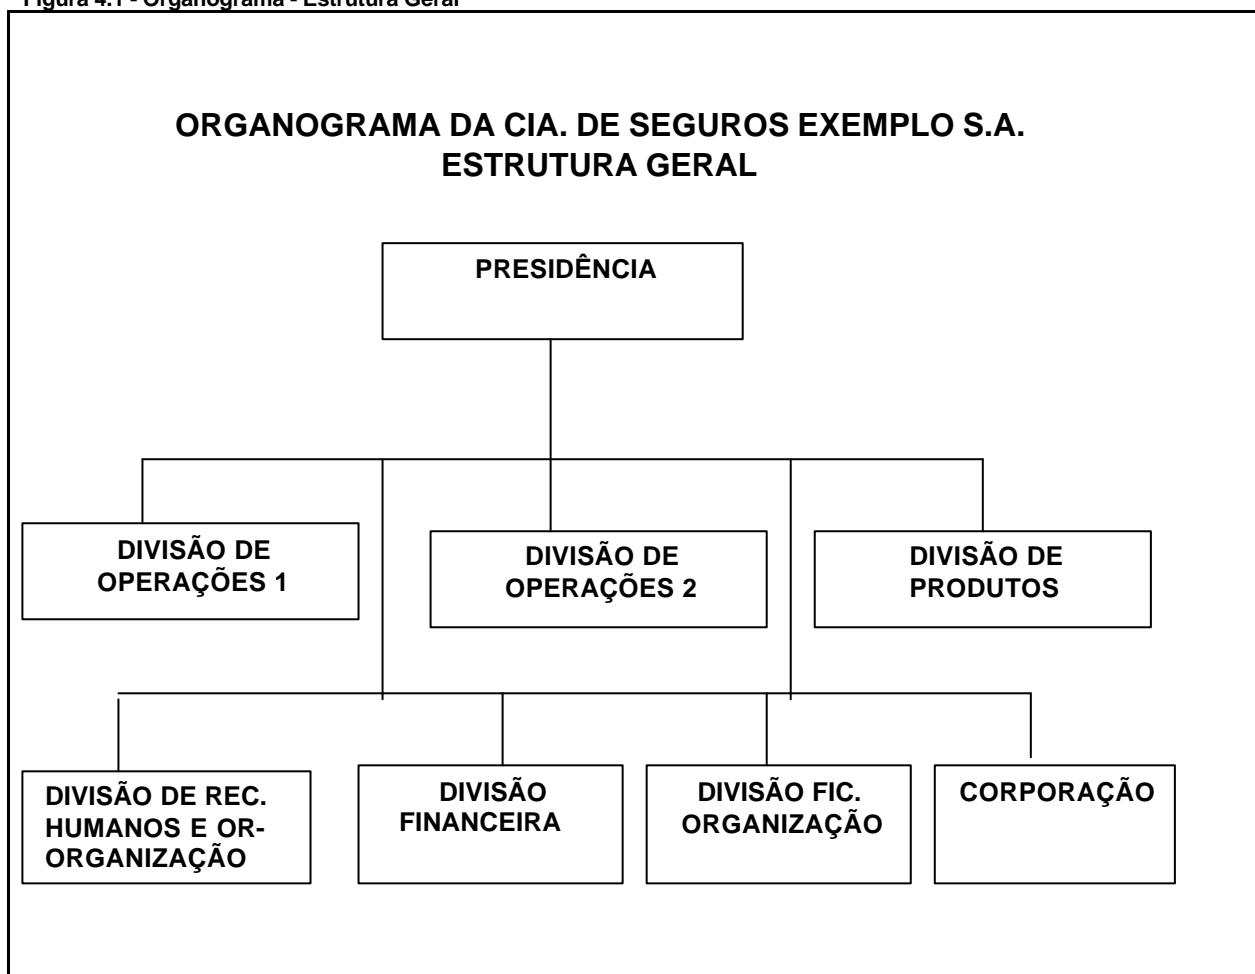 Figura 4.1 - Organograma - Estrutura Geral
ORGANOGRAMA DA CIA. DE SEGUROS EXEMPLO S.A.
ESTRUTURA GERAL
PRESIDÊNCIA
DIVISÃO DE
OPERAÇÕES 1
DIVISÃO DE
OPERAÇÕES 2
DIVISÃO DE
PRODUTOS
DIVISÃO DE REC.
HUMANOS E OR-
ORGANIZAÇÃO
DIVISÃO
FINANCEIRA
DIVISÃO FIC.
ORGANIZAÇÃO
CORPORAÇÃO